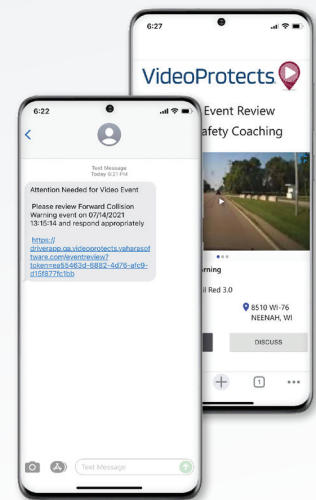 6:22
Text Message
Today 6:21 PM
Attention Needed for Video Event
Please review Forward Collision
Warning event on 07/14/2021
13:15:14 and respond appropriately
https://
driverapp.qa.videoprotects.yaharasof
tware.com/eventreview?
token=ea55463d-6882-4d76-afc9-
d15f877fc1bb
Text Message
6:27
VideoProtects
Event Review
afety Coaching
rning
il Red 3.0
8510 WI-76
NEENAH, WI
DISCUSS
1